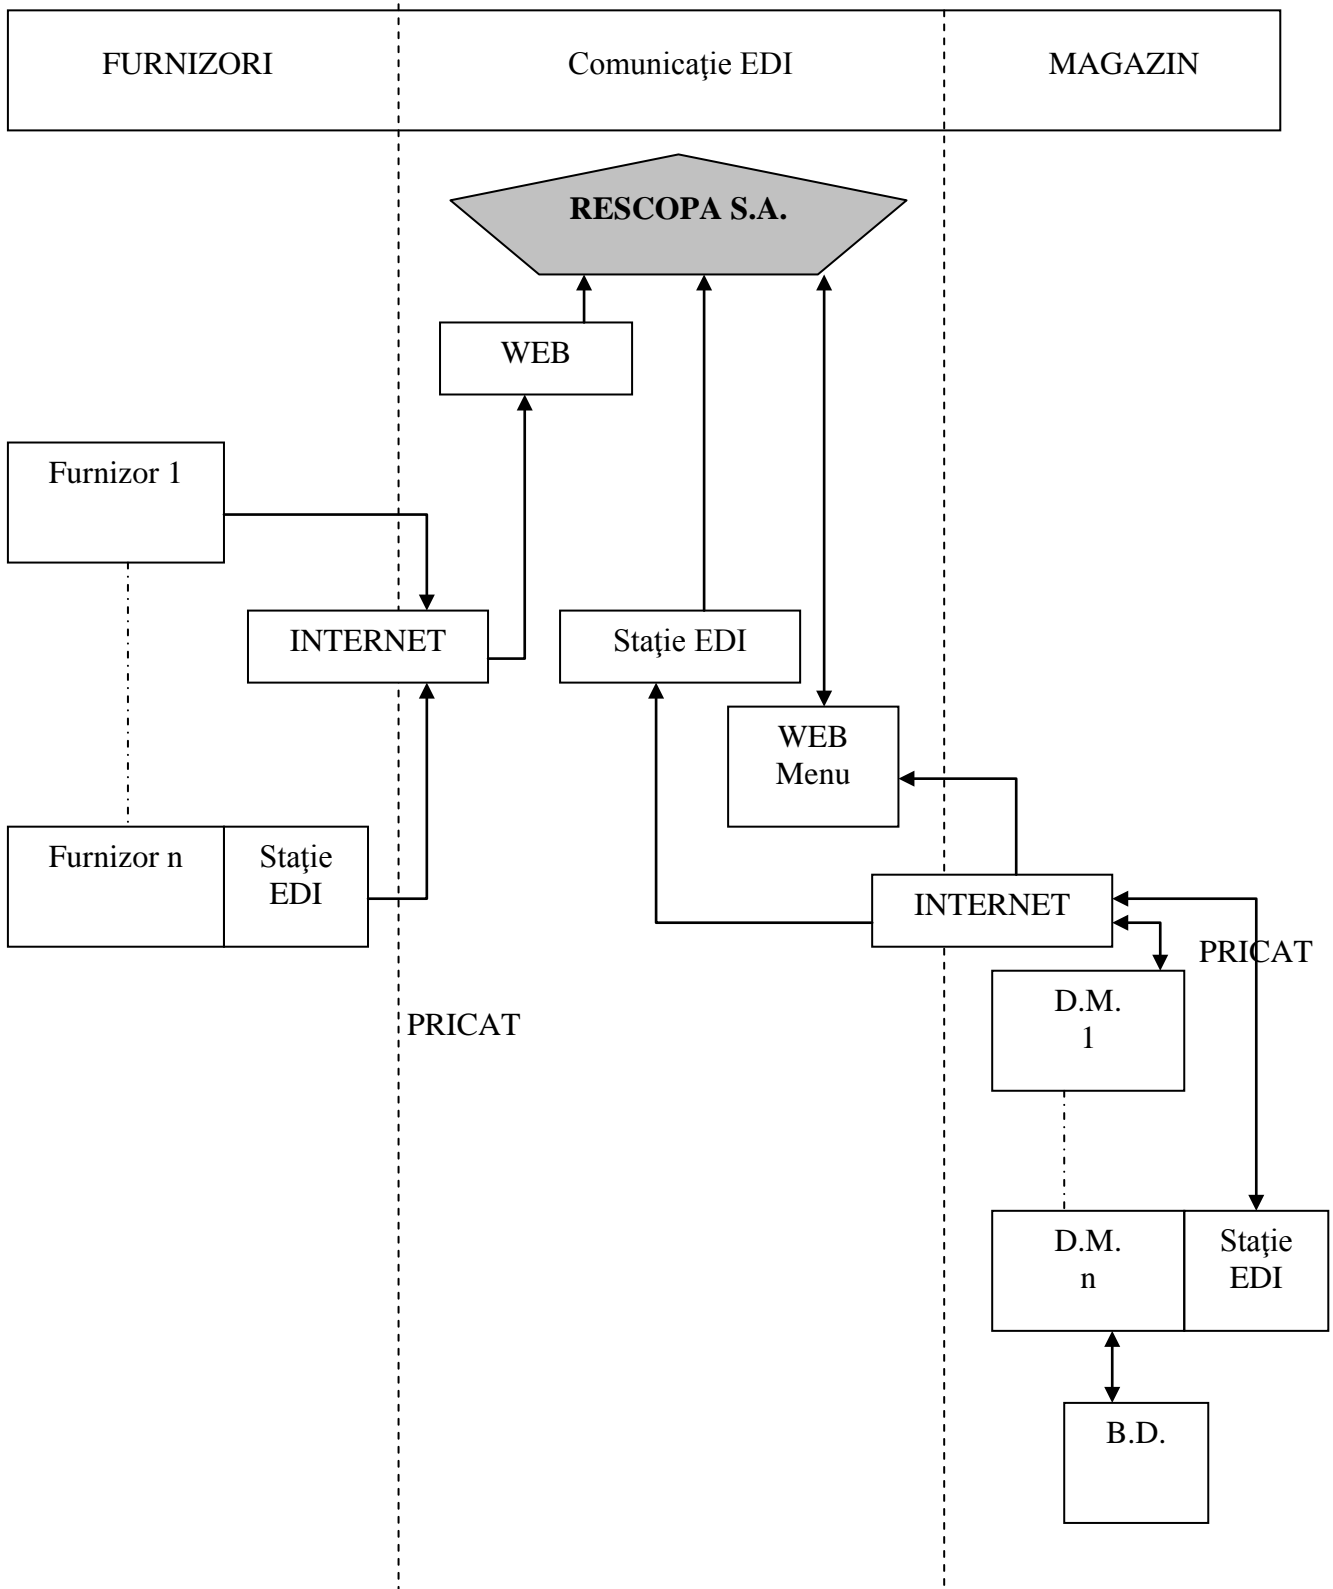 FURNIZORI
Comunicaţie EDI
MAGAZIN
RESCOPA S.A.
WEB
Furnizor 1
INTERNET
Staţie EDI
WEB
Menu
Furnizor n
Staţie
EDI
INTERNET
PRICAT
D.M.
1
PRICAT
D.M.
n
Staţie
EDI
B.D.